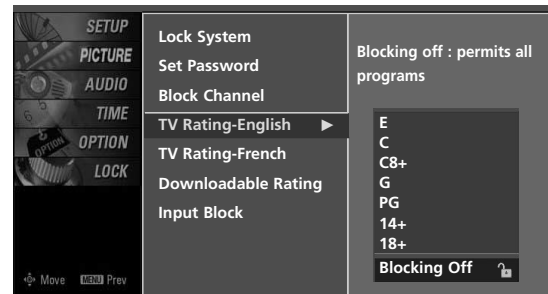 SETUP
PICTURE
AUDIO
TIME
OPTION
LOCK
Move MENU Prev
Lock System
Set Password
Block Channel
TV Rating-English ►
TV Rating-French
Downloadable Rating
Input Block
Blocking off : permits all
programs
E
C
C8+
G
PG
14+
18+
Blocking Off